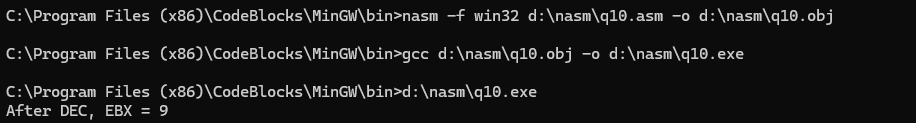 C:\Program Files (x86)\CodeBlocks\MinGW\bin>nasm -f win32 d:\nasm\q10.asm -o d:\nasm\q10.obj
C:\Program Files (x86)\CodeBlocks\MinGW\bin>gcc d:\nasm\q10.obj -o d:\nasm\q10.exe
C:\Program Files (x86)\CodeBlocks\MinGW\bin>d:\nasm\q10.exe
After DEC, EBX = 9